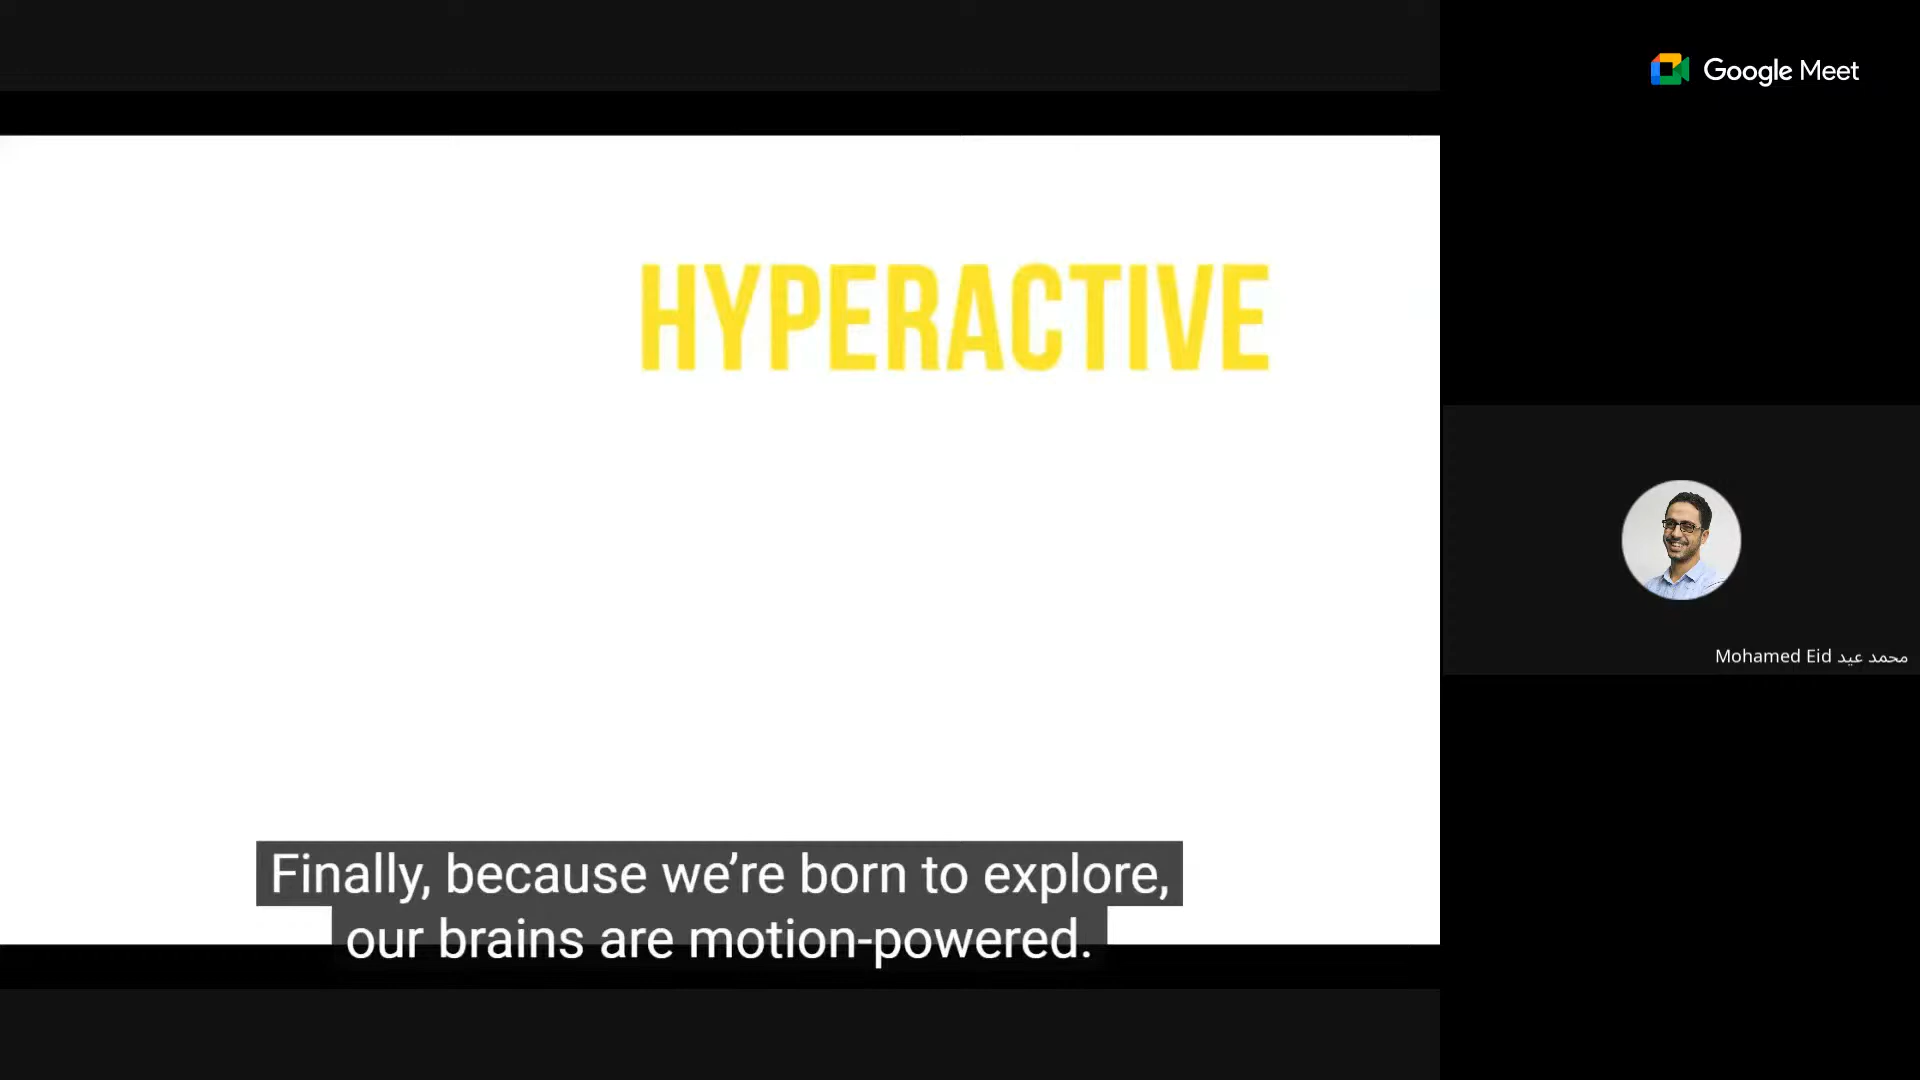 Google Meet
HYPERACTIVE
Mohamed Eid محمد عيد
Finally, because we’re born to explore,
our brains are motion-powered.